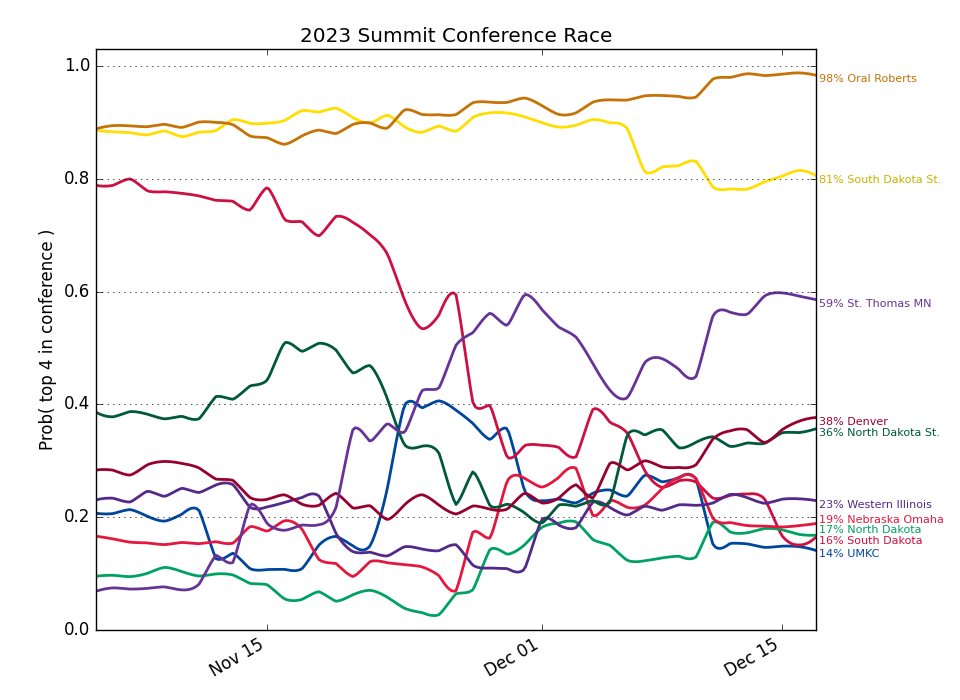 2023 Summit Conference Race
Prob( top 4 in conference )
1.0
0.8
0.6
0.4
0.2
0.0
Nov 15
Dec 01
Dec 15
98% Oral Roberts
81% South Dakota St.
59% St. Thomas MN
38% Denver
36% North Dakota St.
23% Western Illinois
19% Nebraska Omaha
17% North Dakota
16% South Dakota
14% UMKC